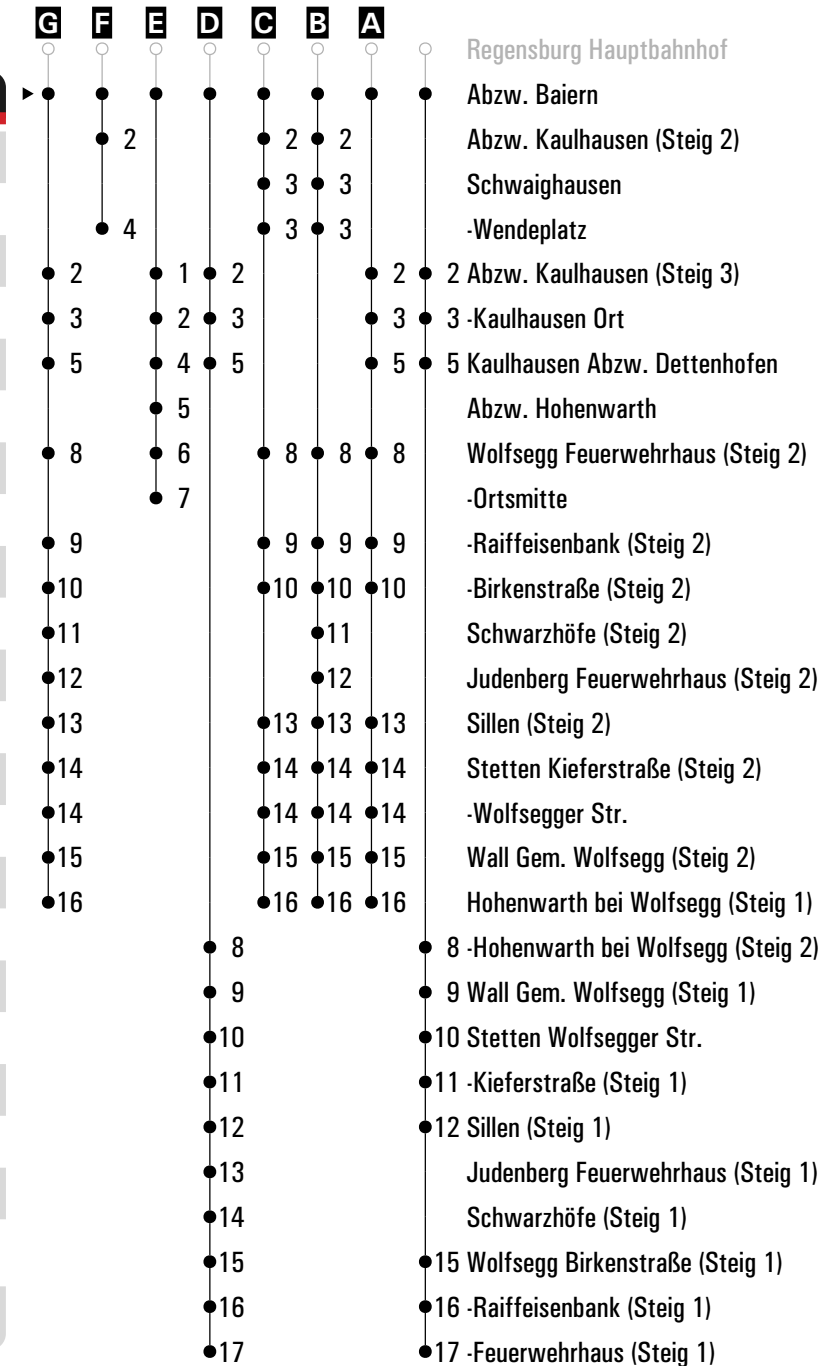 G F E D C B A
Regensburg Hauptbahnhof
Abzw. Baiern
2 2 2 Abzw. Kaulhausen (Steig 2)
3 3 Schwaighausen
4 3 3 -Wendeplatz
2 1 2 2 2 Abzw. Kaulhausen (Steig 3)
3 2 3 3 3 -Kaulhausen Ort
5 4 5 5 5 Kaulhausen Abzw. Dettenhofen
5 Abzw. Hohenwarth
8 6 8 8 8 Wolfsegg Feuerwehrhaus (Steig 2)
7 -Ortsmitte
9 9 9 9 -Raiffeisenbank (Steig 2)
10 10 10 10 -Birkenstraße (Steig 2)
11 11 Schwarzhöfe (Steig 2)
12 12 Judenberg Feuerwehrhaus (Steig 2)
13 13 13 13 Sillen (Steig 2)
14 14 14 14 Stetten Kieferstraße (Steig 2)
14 14 14 14 -Wolfsegger Str.
15 15 15 15 Wall Gem. Wolfsegg (Steig 2)
16 16 16 16 Hohenwarth bei Wolfsegg (Steig 1)
8 8 -Hohenwarth bei Wolfsegg (Steig 2)
9 9 Wall Gem. Wolfsegg (Steig 1)
10 10 Stetten Wolfsegger Str.
11 11 -Kieferstraße (Steig 1)
12 12 Sillen (Steig 1)
13 Judenberg Feuerwehrhaus (Steig 1)
14 Schwarzhöfe (Steig 1)
15 15 Wolfsegg Birkenstraße (Steig 1)
16 16 -Raiffeisenbank (Steig 1)
17 17 -Feuerwehrhaus (Steig 1)